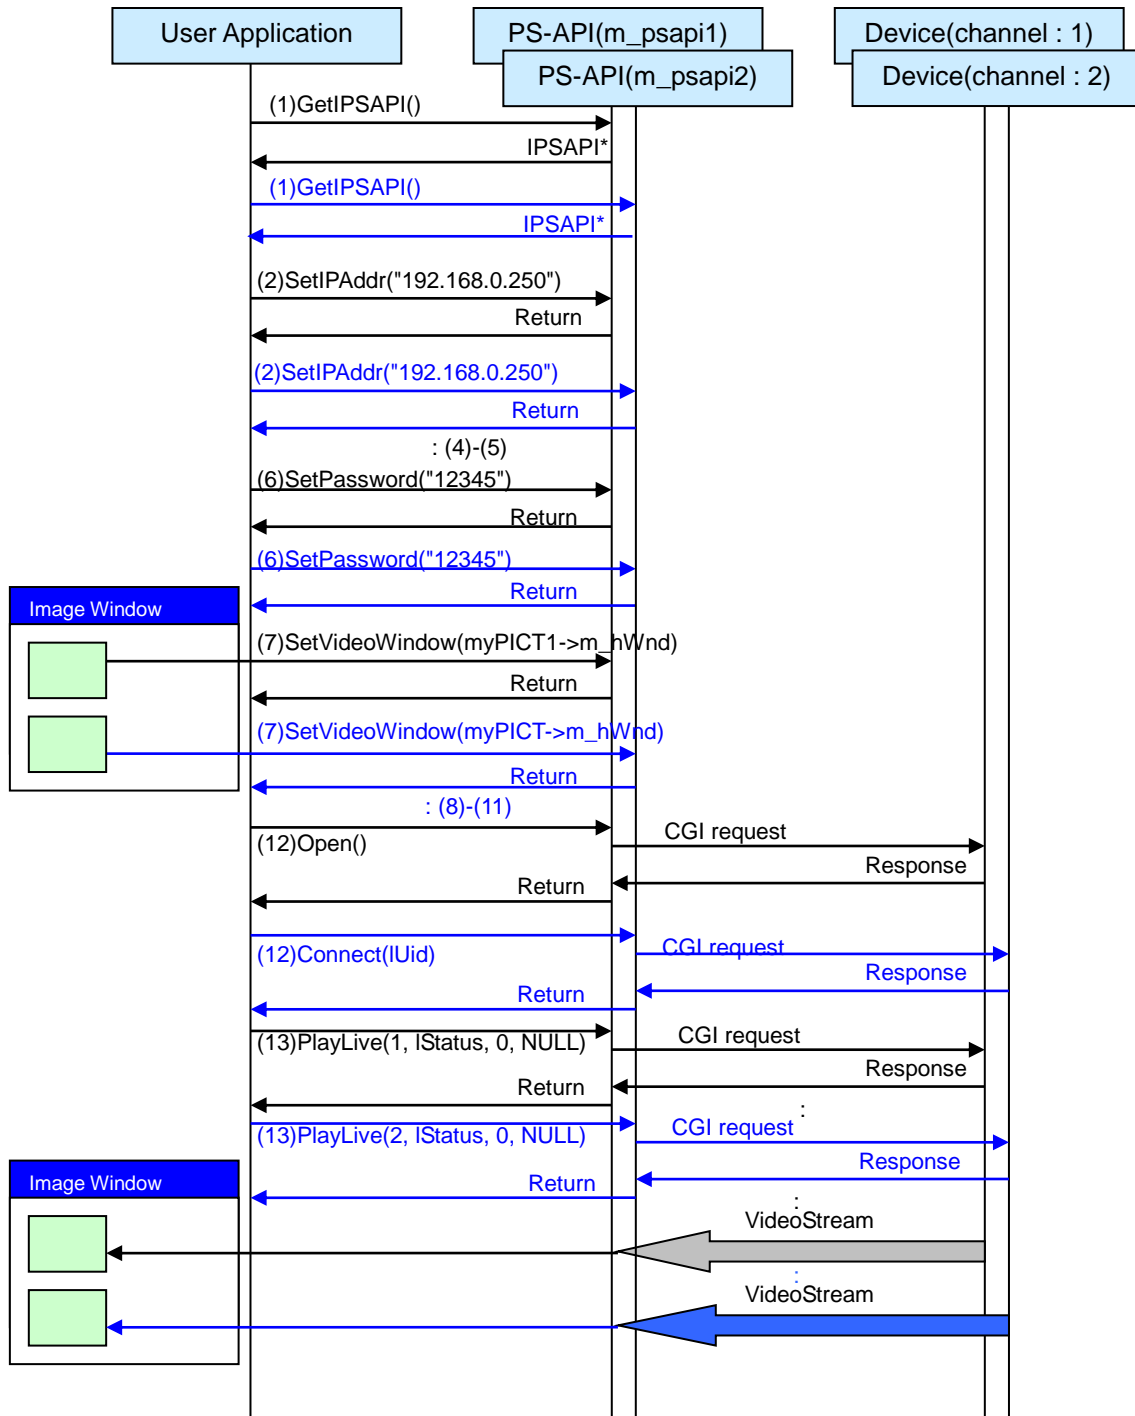 User Application
PS-API(m_psapi1)
Device(channel : 1)
PS-API(m_psapi2)
Device(channel : 2)
(1)GetIPSAPI()
IPSAPI*
(1)GetIPSAPI()
IPSAPI*
(2)SetIPAddr("192.168.0.250")
Return
(2)SetIPAddr("192.168.0.250")
Return
: (4)-(5)
(6)SetPassword("12345")
Return
(6)SetPassword("12345")
Return
Image Window
(7)SetVideoWindow(myPICT1->m_hWnd)
Return
(7)SetVideoWindow(myPICT->m_hWnd)
Return
: (8)-(11)
(12)Open()
CGI request
Response
Return
(12)Connect(lUid)
CGI request
Response
Return
(13)PlayLive(1, lStatus, 0, NULL)
CGI request
Response
Return
:
(13)PlayLive(2, lStatus, 0, NULL)
CGI request
Response
Image Window
Return
:
VideoStream
:
VideoStream